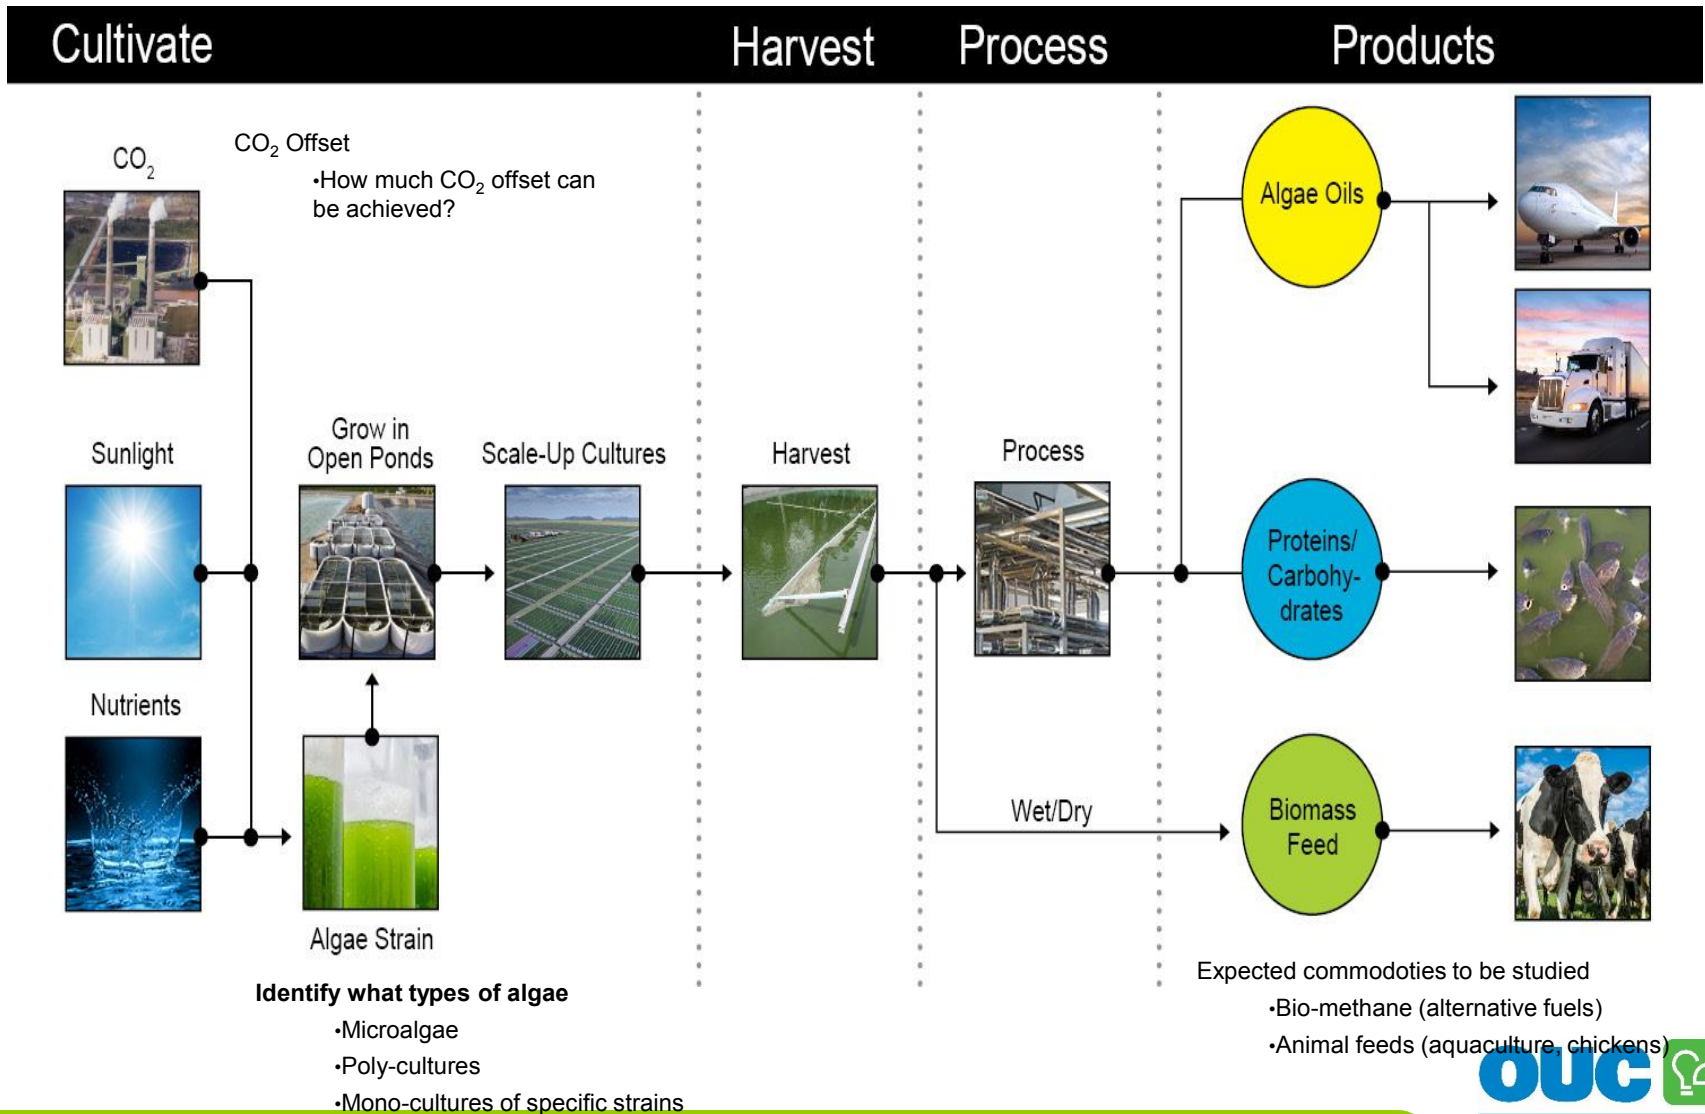 Cultivate
Harvest
Process
Products
CO2
CO2 Offset
•How much CO2 offset can
be achieved?
Sunlight
Nutrients
Grow in
Open Ponds
Scale-Up Cultures
Algae Strain
Identify what types of algae
•Microalgae
•Poly-cultures
•Mono-cultures of specific strains
Harvest
Process
Wet/Dry
Algae Oils
Proteins/
Carbohy-
drates
Biomass
Feed
Expected commodoties to be studied
•Bio-methane (alternative fuels)
•Animal feeds (aquaculture, chickens)
OUC